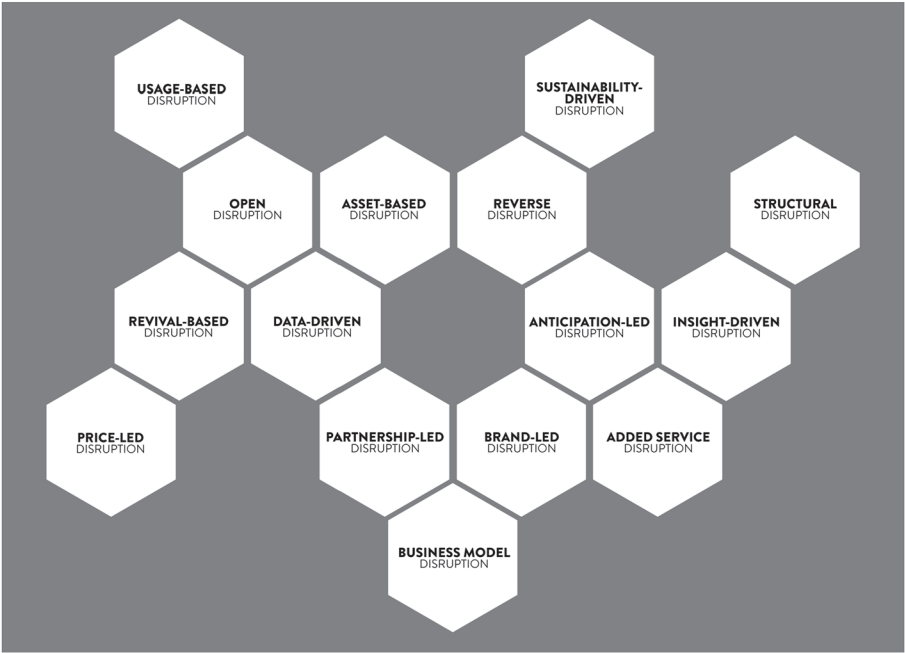 USAGE-BASED
DISRUPTION
SUSTAINABILITY-
DRIVEN
DISRUPTION
OPEN
DISRUPTION
ASSET-BASED
DISRUPTION
REVERSE
DISRUPTION
STRUCTURAL
DISRUPTION
REVIVAL-BASED
DISRUPTION
DATA-DRIVEN
DISRUPTION
ANTICIPATION-LED
DISRUPTION
INSIGHT-DRIVEN
DISRUPTION
PRICE-LED
DISRUPTION
PARTNERSHIP-LED
DISRUPTION
BRAND-LED
DISRUPTION
ADDED SERVICE
DISRUPTION
BUSINESS MODEL
DISRUPTION